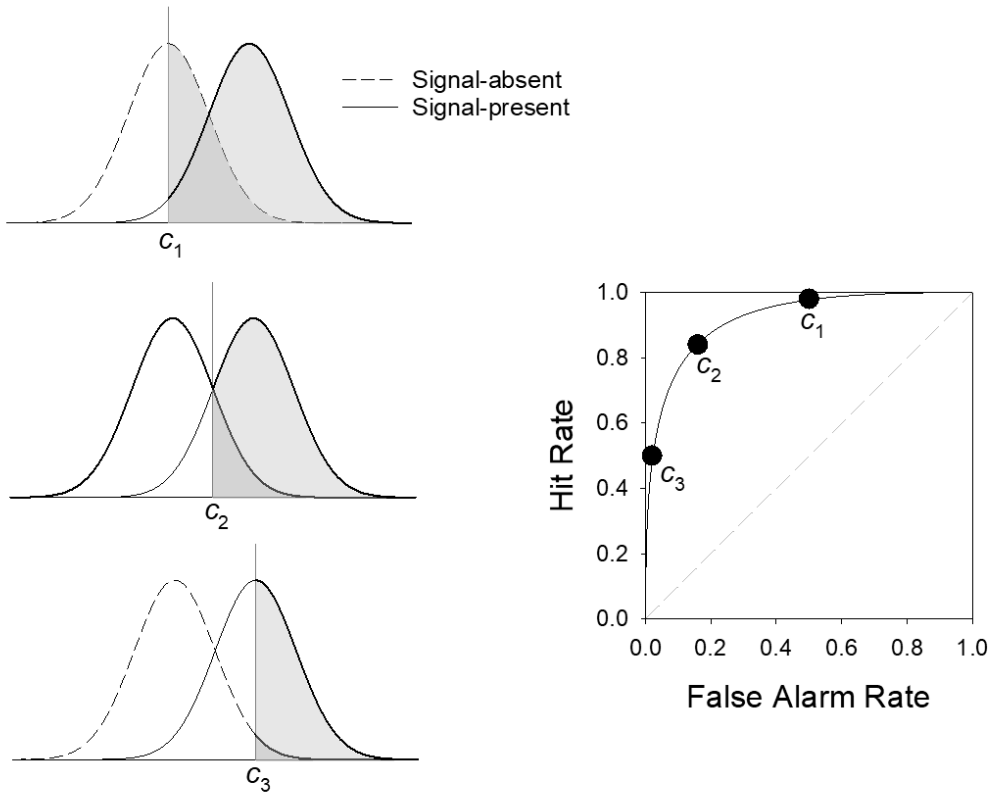 Signal-absent
Signal-present
c1
c2
c3
1.0
0.8
0.6
0.4
0.2
0.0
Hit Rate
c1
c2
c3
0.0 0.2 0.4 0.6 0.8 1.0
False Alarm Rate